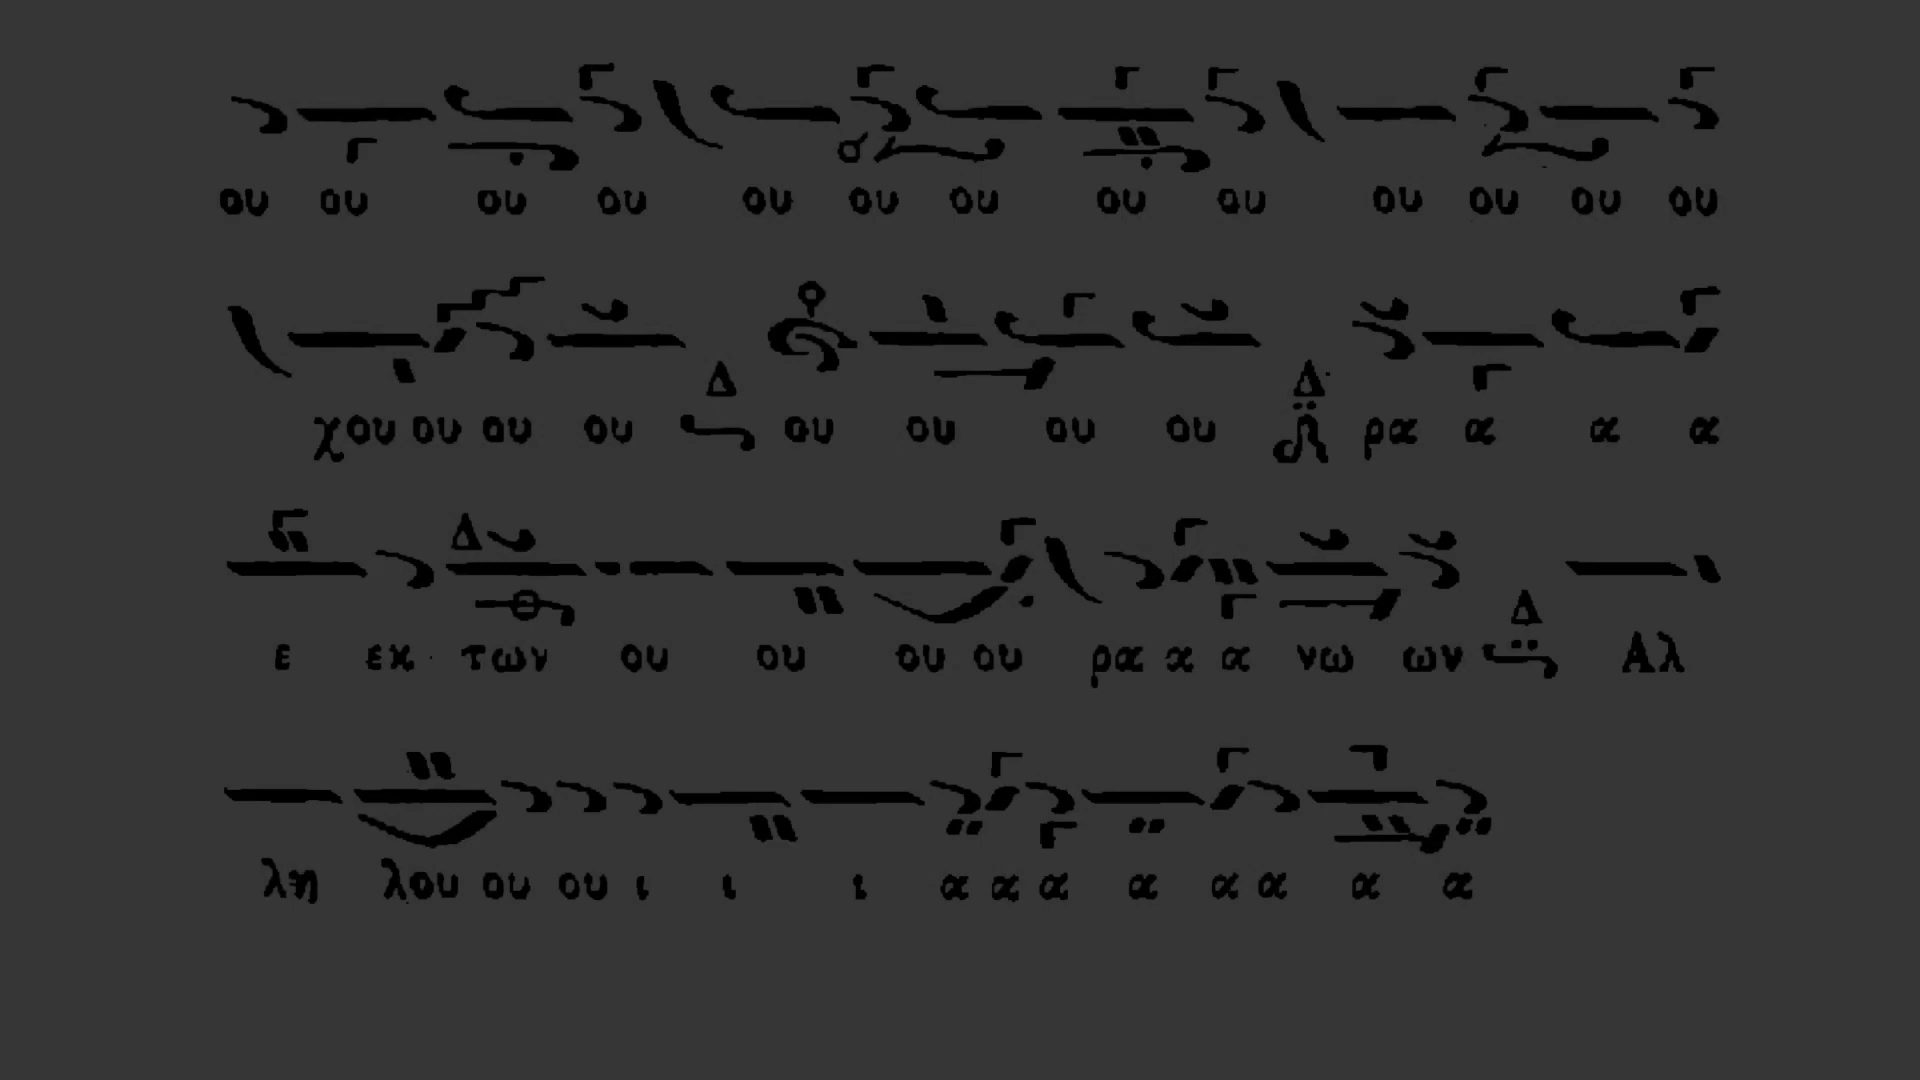 ου ου ου ου ου ου ου ου ου ου ου ου ου
χου ου ου ου Δ ου ου ου ου Δ ρα α α α
Δ
ε εκ των ου ου ου ου ρα α α νω ων Δ Αλ
λη λου ου ου ι ι ι α α α α α α α α